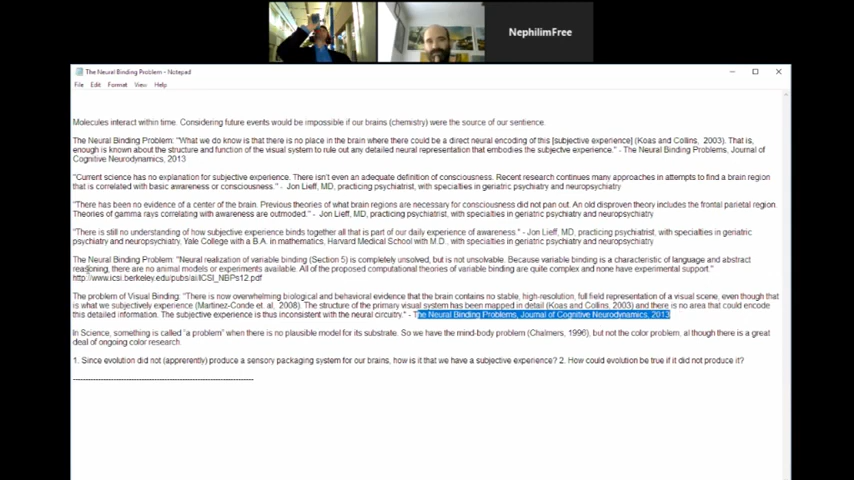 NephilimFree
The Neural Binding Problem - Notepad
File Edit Format View Help
Molecules interact within time. Considering future events would be impossible if our brains (chemistry) were the source of our sentience.
The Neural Binding Problem: "What we do know is that there is no place in the brain where there could be a direct neural encoding of this [subjective experience] (Koas and Collins, 2003). That is,
enough is known about the structure and function of the visual system to rule out any detailed neural representation that embodies the subjective experience." - The Neural Binding Problems, Journal of
Cognitive Neurodynamics, 2013
"Current science has no explanation for subjective experience. There isn't even an adequate definition of consciousness. Recent research continues many approaches in attempts to find a brain region
that is correlated with basic awareness or consciousness." - Jon Lieff, MD, practicing psychiatrist, with specialties in geriatric psychiatry and neuropsychiatry
"There has been no evidence of a center of the brain. Previous theories of what brain regions are necessary for consciousness did not pan out. An old disproven theory includes the frontal parietal region.
Theories of gamma rays correlating with awareness are outmoded." - Jon Lieff, MD, practicing psychiatrist, with specialties in geriatric psychiatry and neuropsychiatry
"There is still no understanding of how subjective experience binds together all that is part of our daily experience of awareness." - Jon Lieff, MD, practicing psychiatrist, with specialties in geriatric
psychiatry and neuropsychiatry, Yale College with a B.A. in mathematics, Harvard Medical School with M.D., with specialties in geriatric psychiatry and neuropsychiatry
The Neural Binding Problem: "Neural realization of variable binding (Section 5) is completely unsolved, but is not unsolvable. Because variable binding is a characteristic of language and abstract
reasoning, there are no animal models or experiments available. All of the proposed computational theories of variable binding are quite complex and none have experimental support."
http://www.icsi.berkeley.edu/pubs/ai/ICSI_NBPs12.pdf
The problem of Visual Binding: "There is now overwhelming biological and behavioral evidence that the brain contains no stable, high-resolution, full field representation of a visual scene, even though that
is what we subjectively experience (Martinez-Conde et. al, 2008). The structure of the primary visual system has been mapped in detail (Koas and Collins, 2003) and there is no area that could encode
this detailed information. The subjective experience is thus inconsistent with the neural circuitry." - The Neural Binding Problems, Journal of Cognitive Neurodynamics, 2013
In Science, something is called "a problem" when there is no plausible model for its substrate. So we have the mind-body problem (Chalmers, 1996), but not the color problem, al though there is a great
deal of ongoing color research.
1. Since evolution did not (apprerently) produce a sensory packaging system for our brains, how is it that we have a subjective experience? 2. How could evolution be true if it did not produce it?
------------------------------------------------------------